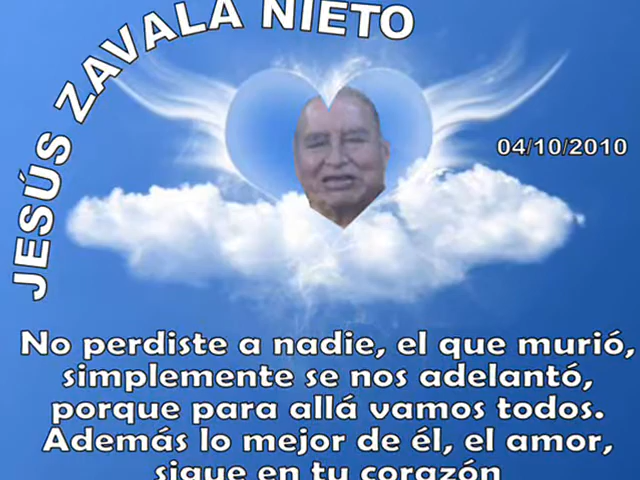 JESÚS ZAVALA NIETO
04/10/2010
No perdiste a nadie, el que murió,
simplemente se nos adelantó,
porque para allá vamos todos.
Además lo mejor de él, el amor,
sigue en tu corazón